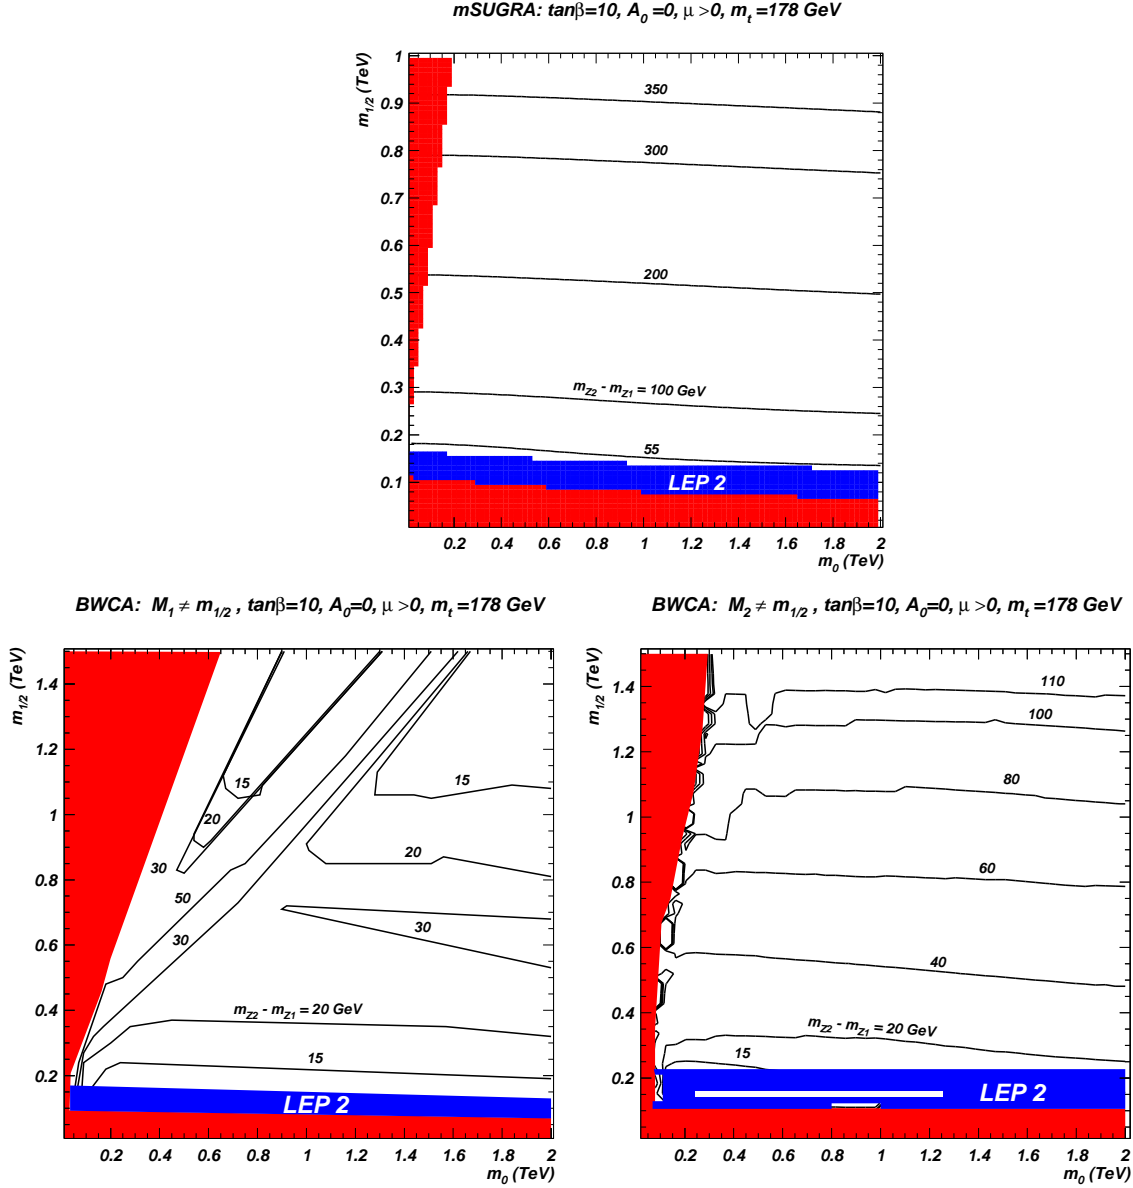 mSUGRA: tanβ=10, A0 =0, μ >0, mt =178 GeV
m1/2 (TeV)
1
0.9
0.8
0.7
0.6
0.5
0.4
0.3
0.2
0.1
350
300
200
mZ2 - mZ1 = 100 GeV
55
LEP 2
0.2 0.4 0.6 0.8 1 1.2 1.4 1.6 1.8 2
m0 (TeV)
BWCA: M1 ≠ m1/2 , tanβ=10, A0=0, μ >0, mt =178 GeV
m1/2 (TeV)
1.4
1.2
1
0.8
0.6
0.4
0.2
15
15
20
20
30
50
30
30
mZ2 - mZ1 = 20 GeV
15
LEP 2
0.2 0.4 0.6 0.8 1 1.2 1.4 1.6 1.8 2
m0 (TeV)
BWCA: M2 ≠ m1/2 , tanβ=10, A0=0, μ >0, mt =178 GeV
m1/2 (TeV)
1.4
1.2
1
0.8
0.6
0.4
0.2
110
100
80
60
40
mZ2 - mZ1 = 20 GeV
15
LEP 2
0.2 0.4 0.6 0.8 1 1.2 1.4 1.6 1.8 2
m0 (TeV)